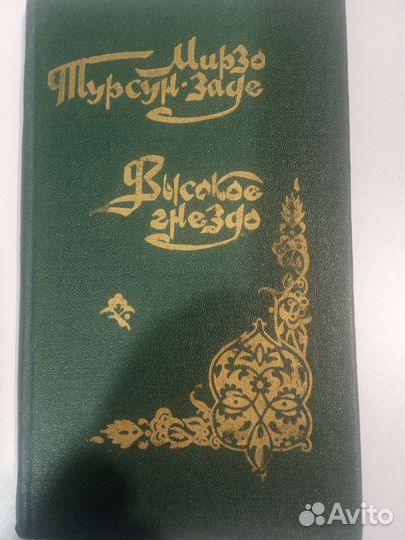 Мирзо
Турсун-заде
Высокое
гнездо
Avito